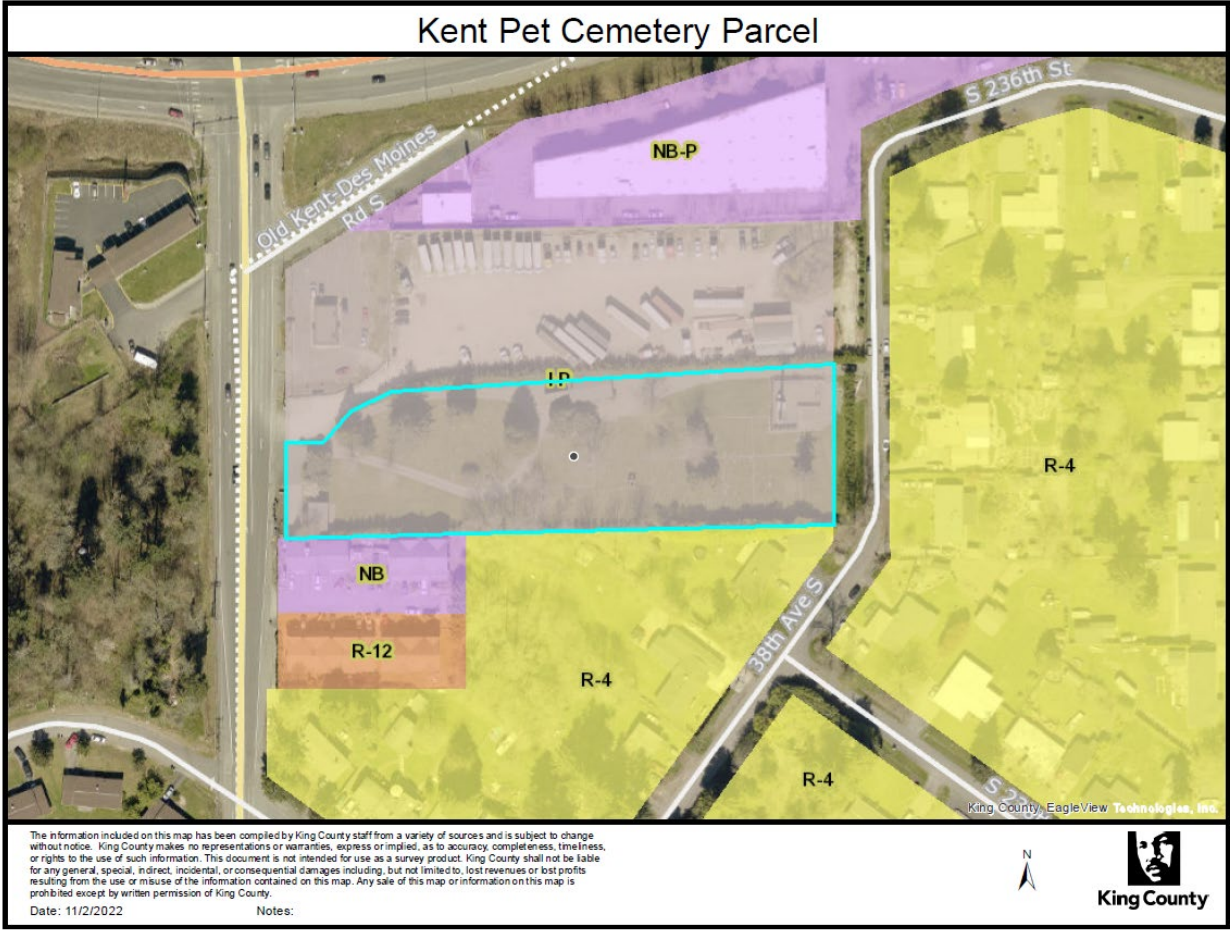 Kent Pet Cemetery Parcel
S 236th St
NB-P
Old Kent-Des Moines
Rd S
I-P
R-4
NB
38th Ave S
R-12
R-4
R-4
S
King County, EagleView Technologies, Inc.
The information included on this map has been compiled by King County staff from a variety of sources and is subject to change
without notice. King County makes no representations or warranties, express or implied, as to accuracy, completeness, timeliness,
or rights to the use of such information. This document is not intended for use as a survey product. King County shall not be liable
for any general, special, indirect, incidental, or consequential damages including, but not limited to, lost revenues or lost profits
resulting from the use or misuse of the information contained on this map. Any sale of this map or information on this map is
prohibited except by written permission of King County.
Date: 11/2/2022 Notes:
N
King County